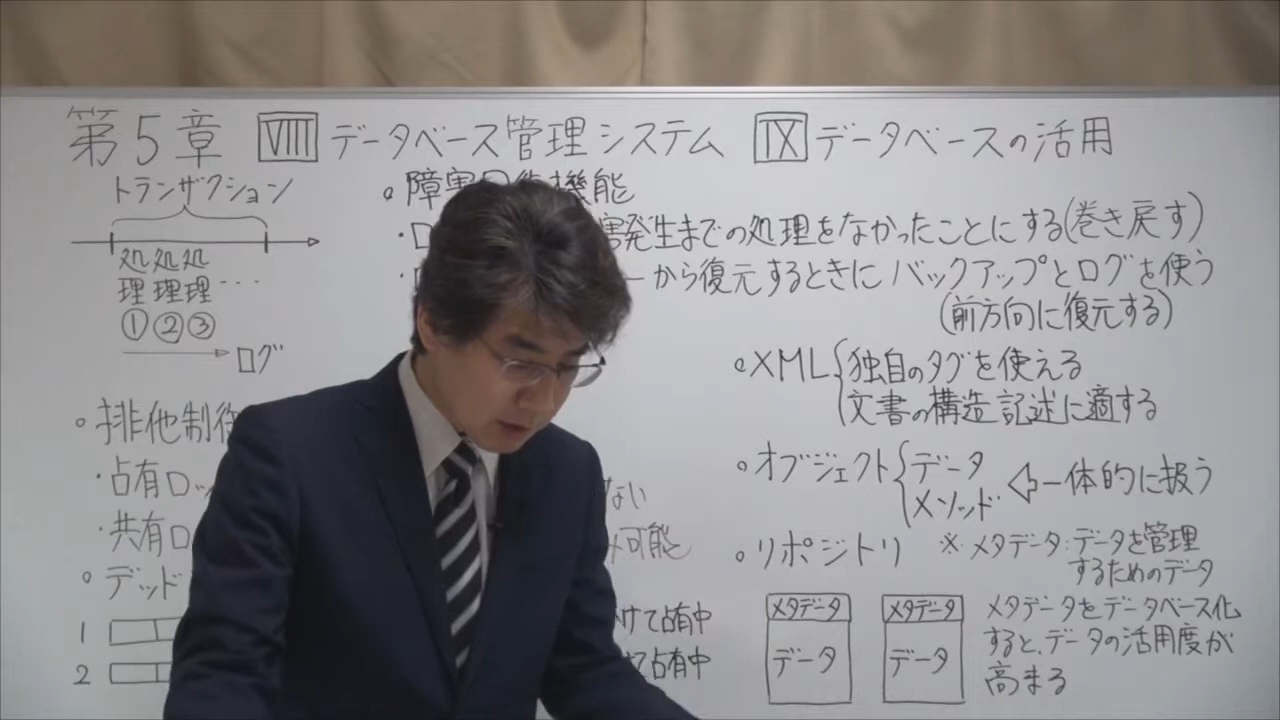 第5章 VIII データベース管理システム IX データベースの活用
トランザクション
処処処
理理理・・・
①②③
ログ
。排他制御
・占有ロッ
ない
・共有ロ
可能
。デッド
1
けて占有中
2
て占有中
。障害 機能
・ロ 害発生までの処理をなかったことにする(巻き戻す)
・ ーから復元するときにバックアップとログを使う
(前方向に復元する)
。XML{独自のタグを使える
文書の構造記述に適する
。オブジェクト{データ
メソッド
⇦一体的に扱う
。リポジトリ ※メタデータ:データを管理
するためのデータ
メタデータ
データ
メタデータ
データ
メタデータをデータベース化
すると、データの活用度が
高まる